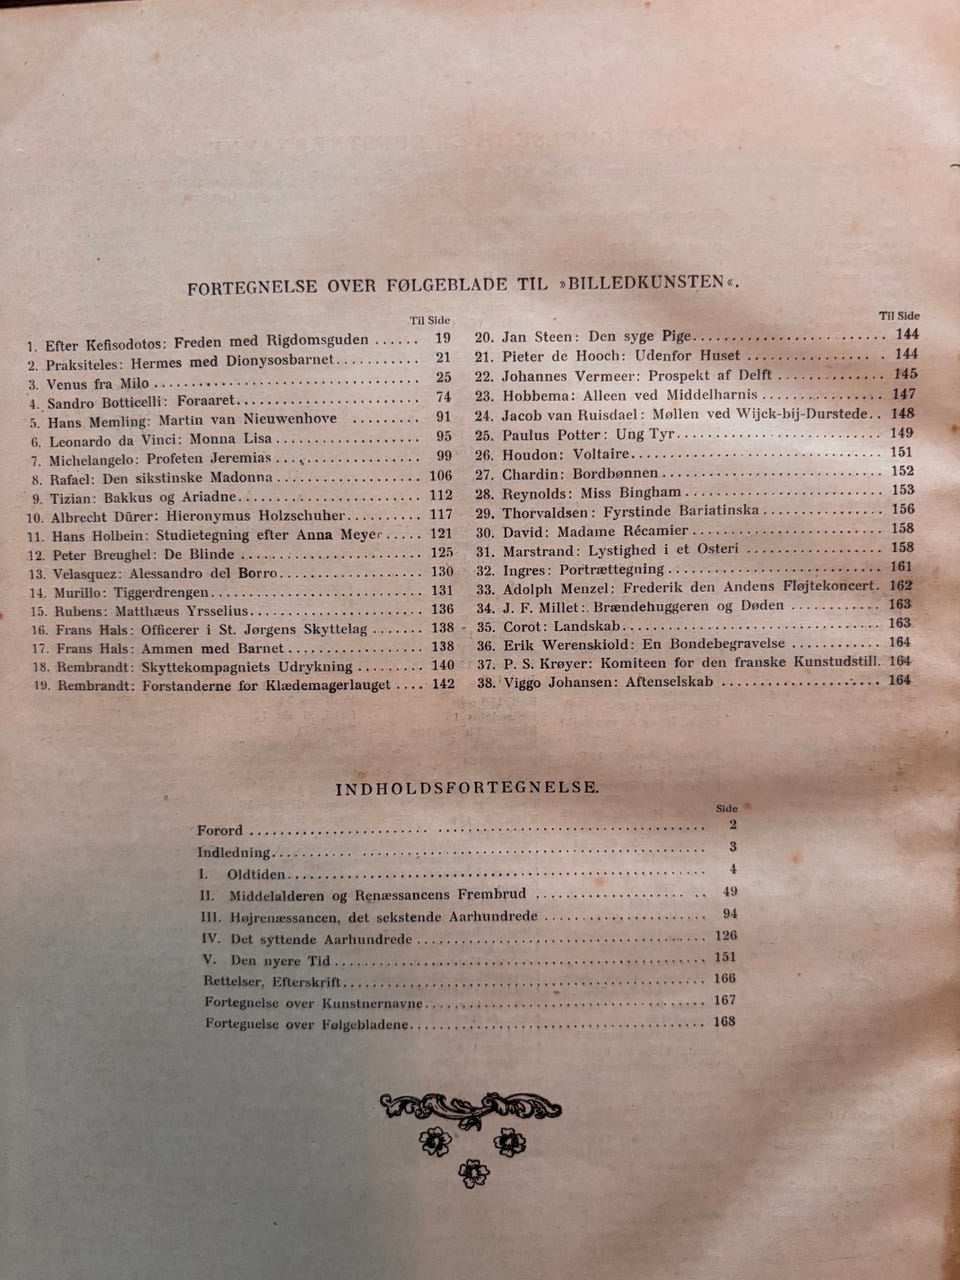 FORTEGNELSE OVER FØLGEBLADE TIL »BILLEDKUNSTEN«.
Til Side
1. Efter Kefisodotos: Freden med Rigdomsguden ...... 19
2. Praksiteles: Hermes med Dionysosbarnet ........... 21
3. Venus fra Milo .................................. 25
4. Sandro Botticelli: Foraaret ........................ 74
5. Hans Memling: Martin van Nieuwenhove ......... 91
6. Leonardo da Vinci: Monna Lisa ................... 95
7. Michelangelo: Profeten Jeremias ................... 99
8. Rafael: Den sikstinske Madonna ................... 106
9. Tizian: Bakkus og Ariadne ........................ 112
10. Albrecht Dürer: Hieronymus Holzschuher .......... 117
11. Hans Holbein: Studietegning efter Anna Meyer ..... 121
12. Peter Breughel: De Blinde ........................ 125
13. Velasquez: Alessandro del Borro ................... 130
14. Murillo: Tiggerdrengen ........................... 131
15. Rubens: Matthæus Yrsselius ....................... 136
16. Frans Hals: Officerer i St. Jørgens Skyttelag ....... 138
17. Frans Hals: Ammen med Barnet .................. 138
18. Rembrandt: Skyttekompagniets Udrykning ......... 140
19. Rembrandt: Forstanderne for Klædemagerlauget .... 142
Til Side
20. Jan Steen: Den syge Pige ......................... 144
21. Pieter de Hooch: Udenfor Huset .................. 144
22. Johannes Vermeer: Prospekt af Delft .............. 145
23. Hobbema: Alleen ved Middelharnis ................ 147
24. Jacob van Ruisdael: Møllen ved Wijck-bij-Durstede.. 148
25. Paulus Potter: Ung Tyr ........................... 149
26. Houdon: Voltaire ................................. 151
27. Chardin: Bordbønnen ............................. 152
28. Reynolds: Miss Bingham .......................... 153
29. Thorvaldsen: Fyrstinde Bariatinska ................ 156
30. David: Madame Récamier ......................... 158
31. Marstrand: Lystighed i et Osteri .................. 158
32. Ingres: Portrættegning ............................ 161
33. Adolph Menzel: Frederik den Andens Fløjtekoncert. 162
34. J. F. Millet: Brændehuggeren og Døden ............ 163
35. Corot: Landskab .................................. 163
36. Erik Werenskiold: En Bondebegravelse ............ 164
37. P. S. Krøyer: Komiteen for den franske Kunstudstill. 164
38. Viggo Johansen: Aftenselskab ..................... 164
INDHOLDSFORTEGNELSE.
Side
Forord ........................................ 2
Indledning ..................................... 3
I. Oldtiden ..................................... 4
II. Middelalderen og Renæssancens Frembrud ............. 49
III. Højrenæssancen, det sekstende Aarhundrede ............ 94
IV. Det syttende Aarhundrede ........................... 126
V. Den nyere Tid ..................................... 151
Rettelser, Efterskrift ................................ 166
Fortegnelse over Kunstnernavne ........................ 167
Fortegnelse over Følgebladene .......................... 168